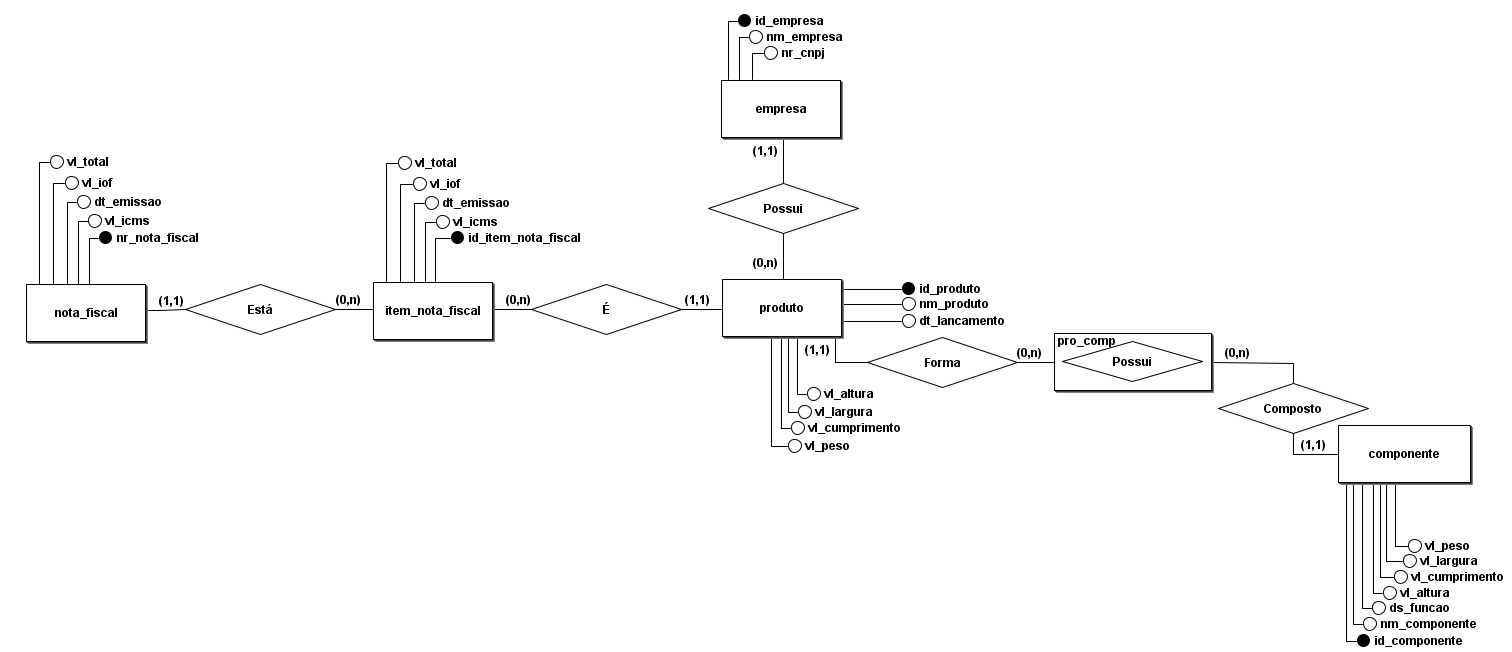 id_empresa
nm_empresa
nr_cnpj
empresa
(1,1)
Possui
(0,n)
vl_total
vl_iof
dt_emissao
vl_icms
nr_nota_fiscal
nota_fiscal
(1,1)
Está
(0,n)
vl_total
vl_iof
dt_emissao
vl_icms
id_item_nota_fiscal
item_nota_fiscal
(0,n)
É
(1,1)
produto
id_produto
nm_produto
dt_lancamento
(1,1)
Forma
(0,n)
pro_comp
Possui
(0,n)
vl_altura
vl_largura
vl_cumprimento
vl_peso
Composto
(1,1)
componente
vl_peso
vl_largura
vl_cumprimento
vl_altura
ds_funcao
nm_componente
id_componente